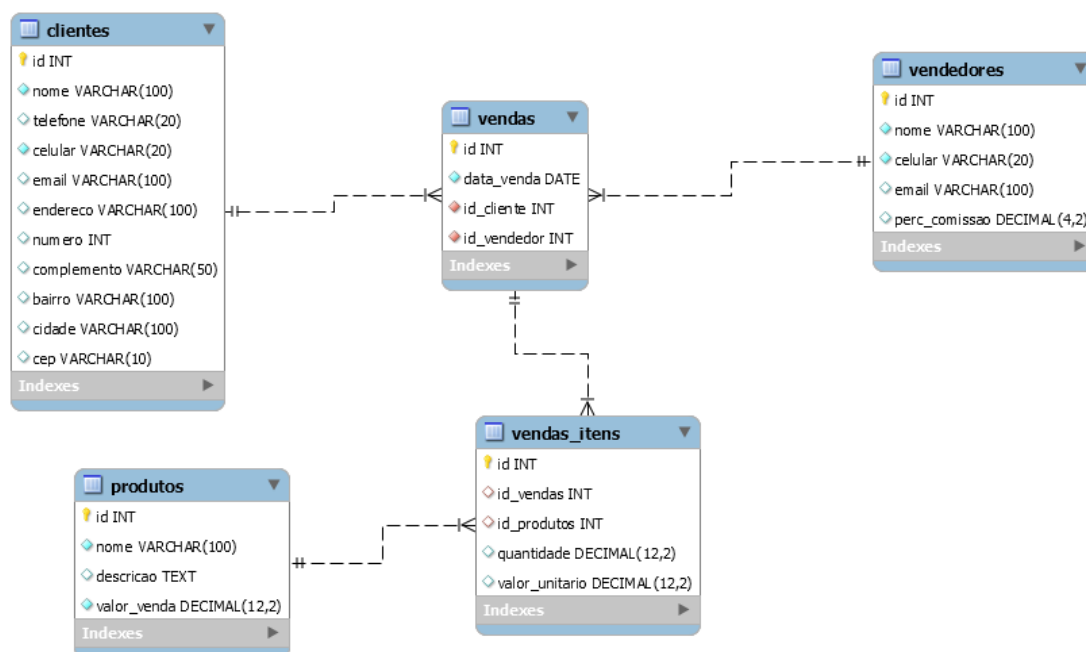 clientes
id INT
nome VARCHAR(100)
telefone VARCHAR(20)
celular VARCHAR(20)
email VARCHAR(100)
endereco VARCHAR(100)
numero INT
complemento VARCHAR(50)
bairro VARCHAR(100)
cidade VARCHAR(100)
cep VARCHAR(10)
Indexes
vendas
id INT
data_venda DATE
id_cliente INT
id_vendedor INT
Indexes
vendedores
id INT
nome VARCHAR(100)
celular VARCHAR(20)
email VARCHAR(100)
perc_comissao DECIMAL(4,2)
Indexes
produtos
id INT
nome VARCHAR(100)
descricao TEXT
valor_venda DECIMAL(12,2)
Indexes
vendas_itens
id INT
id_vendas INT
id_produtos INT
quantidade DECIMAL(12,2)
valor_unitario DECIMAL(12,2)
Indexes